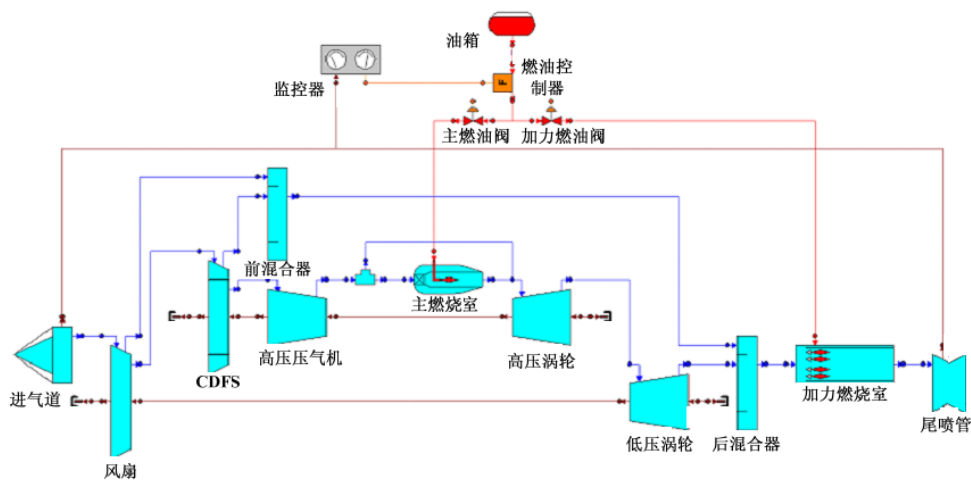 油箱
燃油控
制器
监控器
主燃油阀
加力燃油阀
前混合器
主燃烧室
高压压气机
高压涡轮
CDFS
进气道
加力燃烧室
低压涡轮
后混合器
尾喷管
风扇